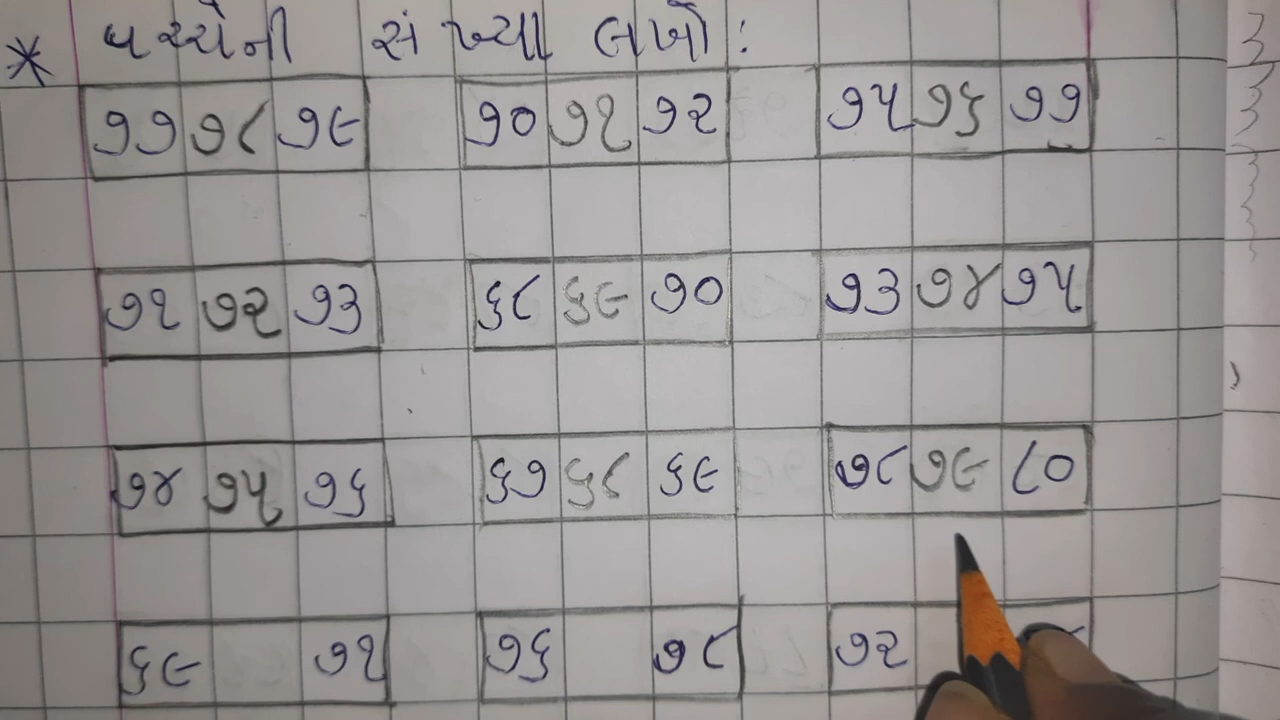 * વચ્ચેની સંખ્યા લખો :
૭૭ ૭૮ ૭૯ ૭૦ ૭૧ ૭૨ ૭૫ ૭૬ ૭૭
૭૧ ૭૨ ૭૩ ૬૮ ૬૯ ૭૦ ૭૩ ૭૪ ૭૫
૭૪ ૭૫ ૭૬ ૬૭ ૬૮ ૬૯ ૭૮ ૭૯ ૮૦
૬૯ ૭૧ ૭૬ ૭૮ ૭૨